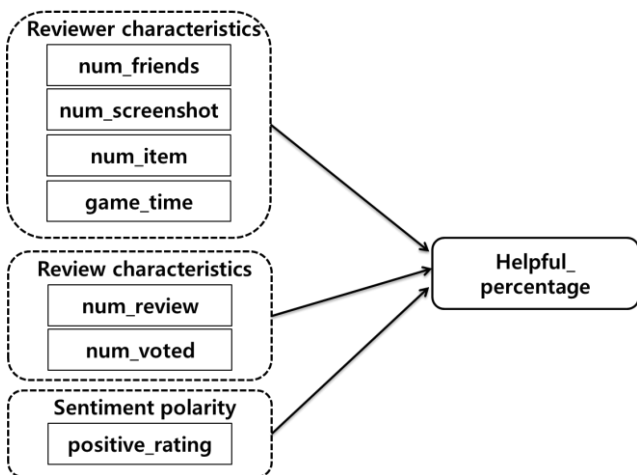 Reviewer characteristics
num_friends
num_screenshot
num_item
game_time
Review characteristics
num_review
num_voted
Sentiment polarity
positive_rating
Helpful_
percentage